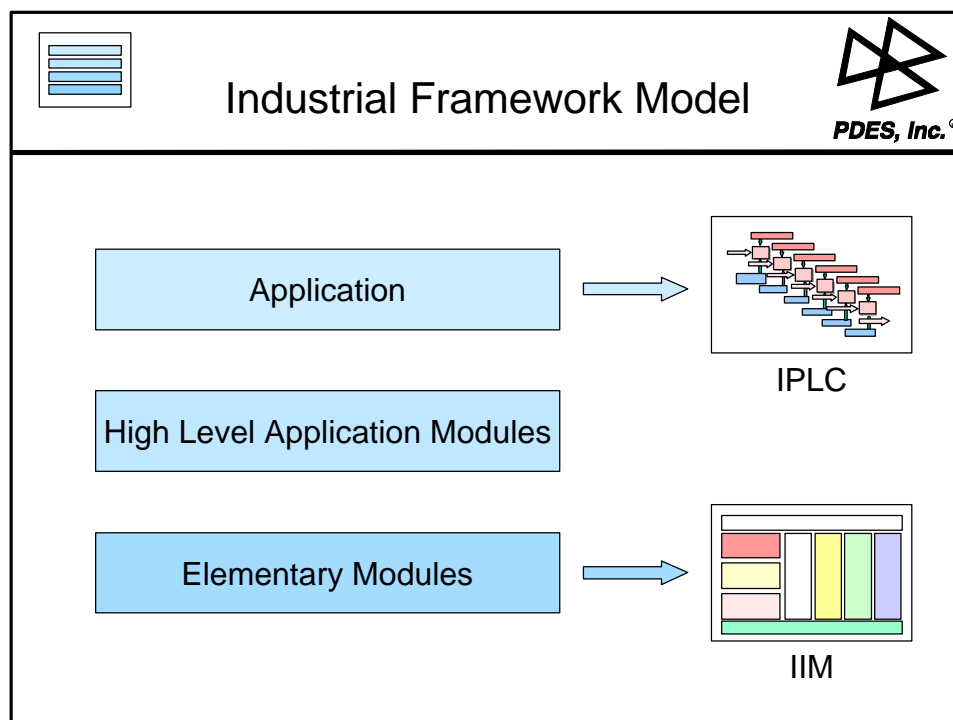 Industrial Framework Model
PDES, Inc.®
Application
IPLC
High Level Application Modules
Elementary Modules
IIM